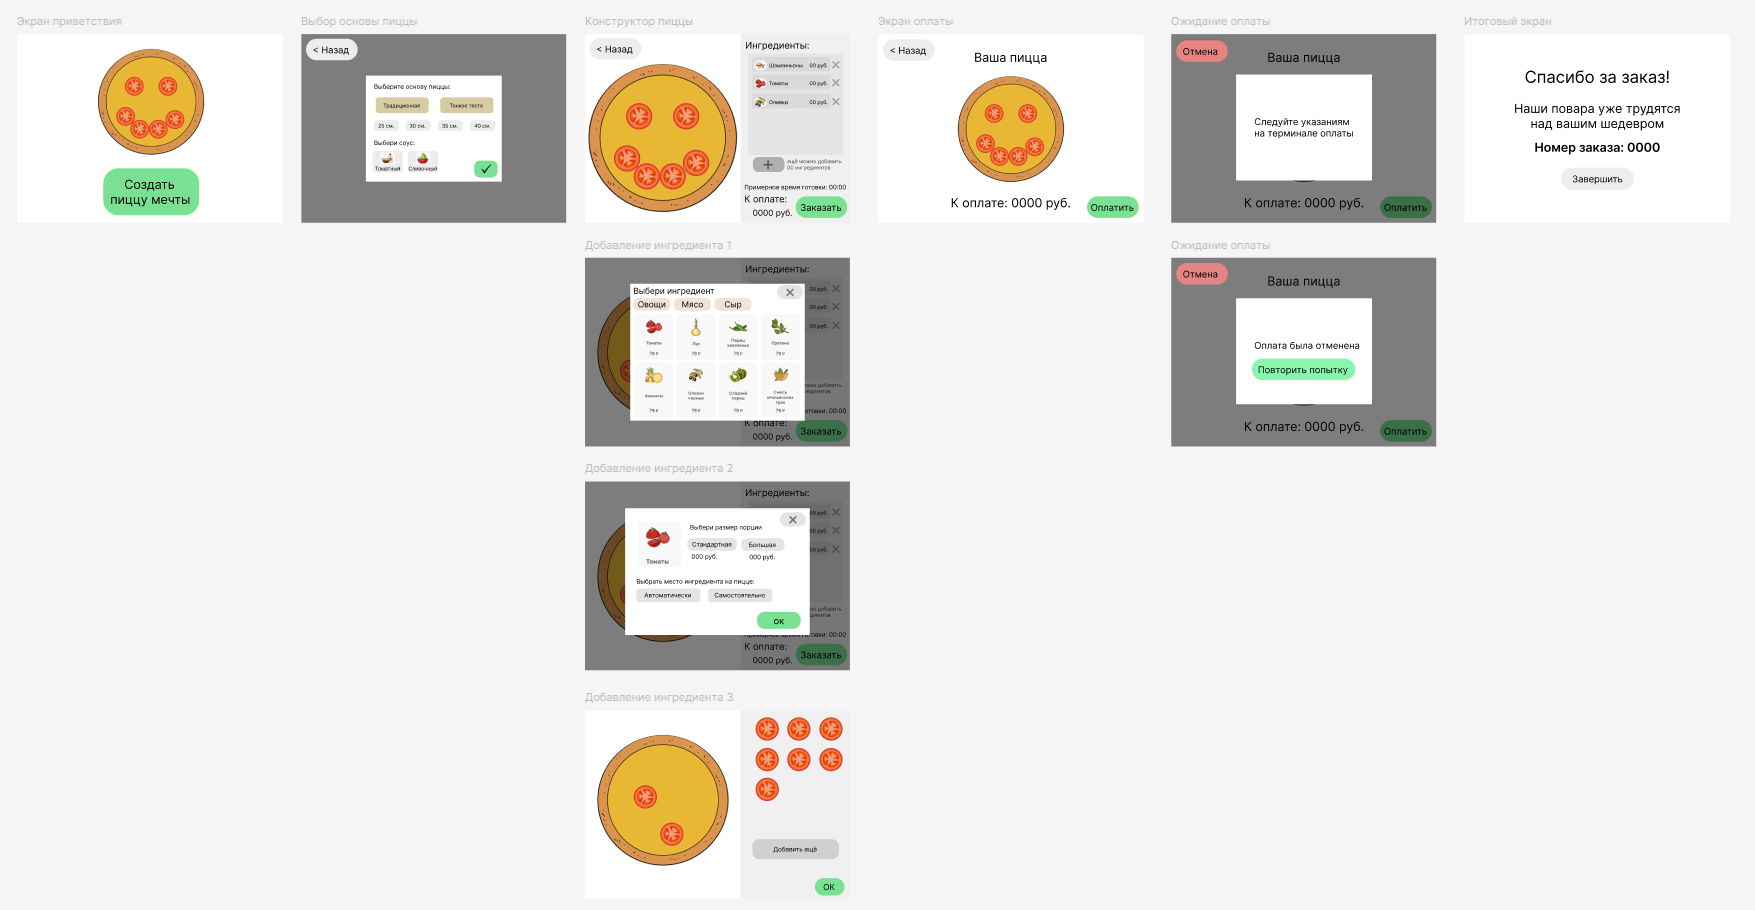 Экран приветствия
Создать
пиццу мечты
Выбор основы пиццы
< Назад
Выберите основу пиццы:
Традиционная
Тонкое тесто
25 см.
30 см.
35 см.
40 см.
Выбери соус:
Томатный
Сливочный
Конструктор пиццы
< Назад
Ингредиенты:
Шампиньоны 00 руб.
Томаты 00 руб.
Оливки 00 руб.
ещё можно добавить
00 ингредиентов
Примерное время готовки: 00:00
К оплате:
0000 руб.
Заказать
Экран оплаты
< Назад
Ваша пицца
К оплате: 0000 руб.
Оплатить
Ожидание оплаты
Отмена
Ваша пицца
Следуйте указаниям
на терминале оплаты
К оплате: 0000 руб.
Оплатить
Итоговый экран
Спасибо за заказ!
Наши повара уже трудятся
над вашим шедевром
Номер заказа: 0000
Завершить
Добавление ингредиента 1
Ингредиенты:
Выбери ингредиент
Овощи
Мясо
Сыр
00 руб.
00 руб.
00 руб.
Томаты
79 ₽
Лук
79 ₽
Перец
халапеньо
79 ₽
Орегано
79 ₽
Ананасы
79 ₽
Оливки
черные
79 ₽
Сладкий
перец
79 ₽
Смесь
итальянских
трав
79 ₽
но добавить
диентов
отовки: 00:00
К оплате:
0000 руб.
Заказать
Ожидание оплаты
Отмена
Ваша пицца
Оплата была отменена
Повторить попытку
К оплате: 0000 руб.
Оплатить
Добавление ингредиента 2
Ингредиенты:
00 руб.
00 руб.
00 руб.
Томаты
Выбери размер порции
Стандартная
000 руб.
Большая
000 руб.
Выбрать место ингредиента на пицце:
Автоматически
Самостоятельно
ОК
но добавить
диентов
Примерное время готовки: 00:00
К оплате:
0000 руб.
Заказать
Добавление ингредиента 3
Добавить ещё
ОК